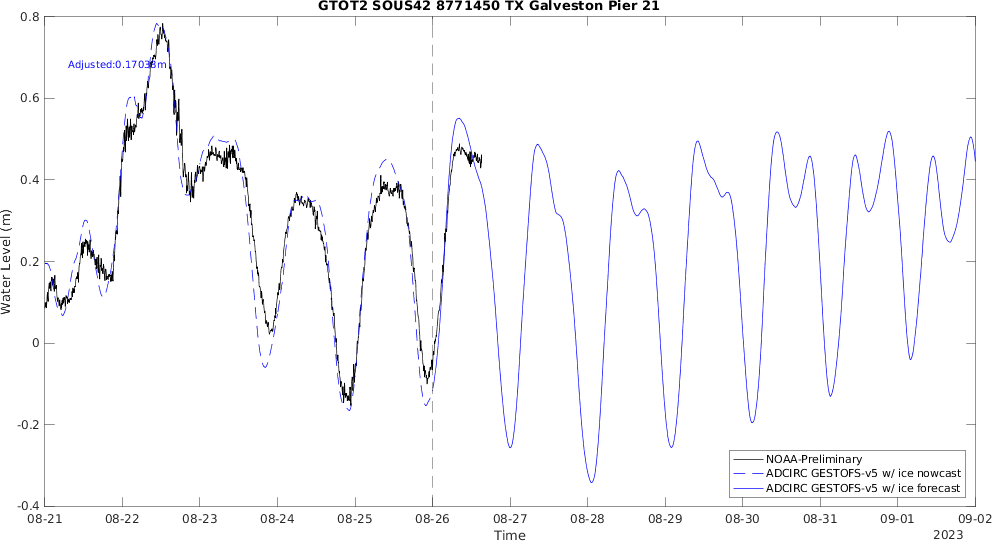 GTOT2 SOUS42 8771450 TX Galveston Pier 21
0.8
0.6
0.4
0.2
0
-0.2
-0.4
Water Level (m)
Adjusted:0.17038m
NOAA-Preliminary
ADCIRC GESTOFS-v5 w/ ice nowcast
ADCIRC GESTOFS-v5 w/ ice forecast
08-21 08-22 08-23 08-24 08-25 08-26 08-27 08-28 08-29 08-30 08-31 09-01 09-02
Time
2023